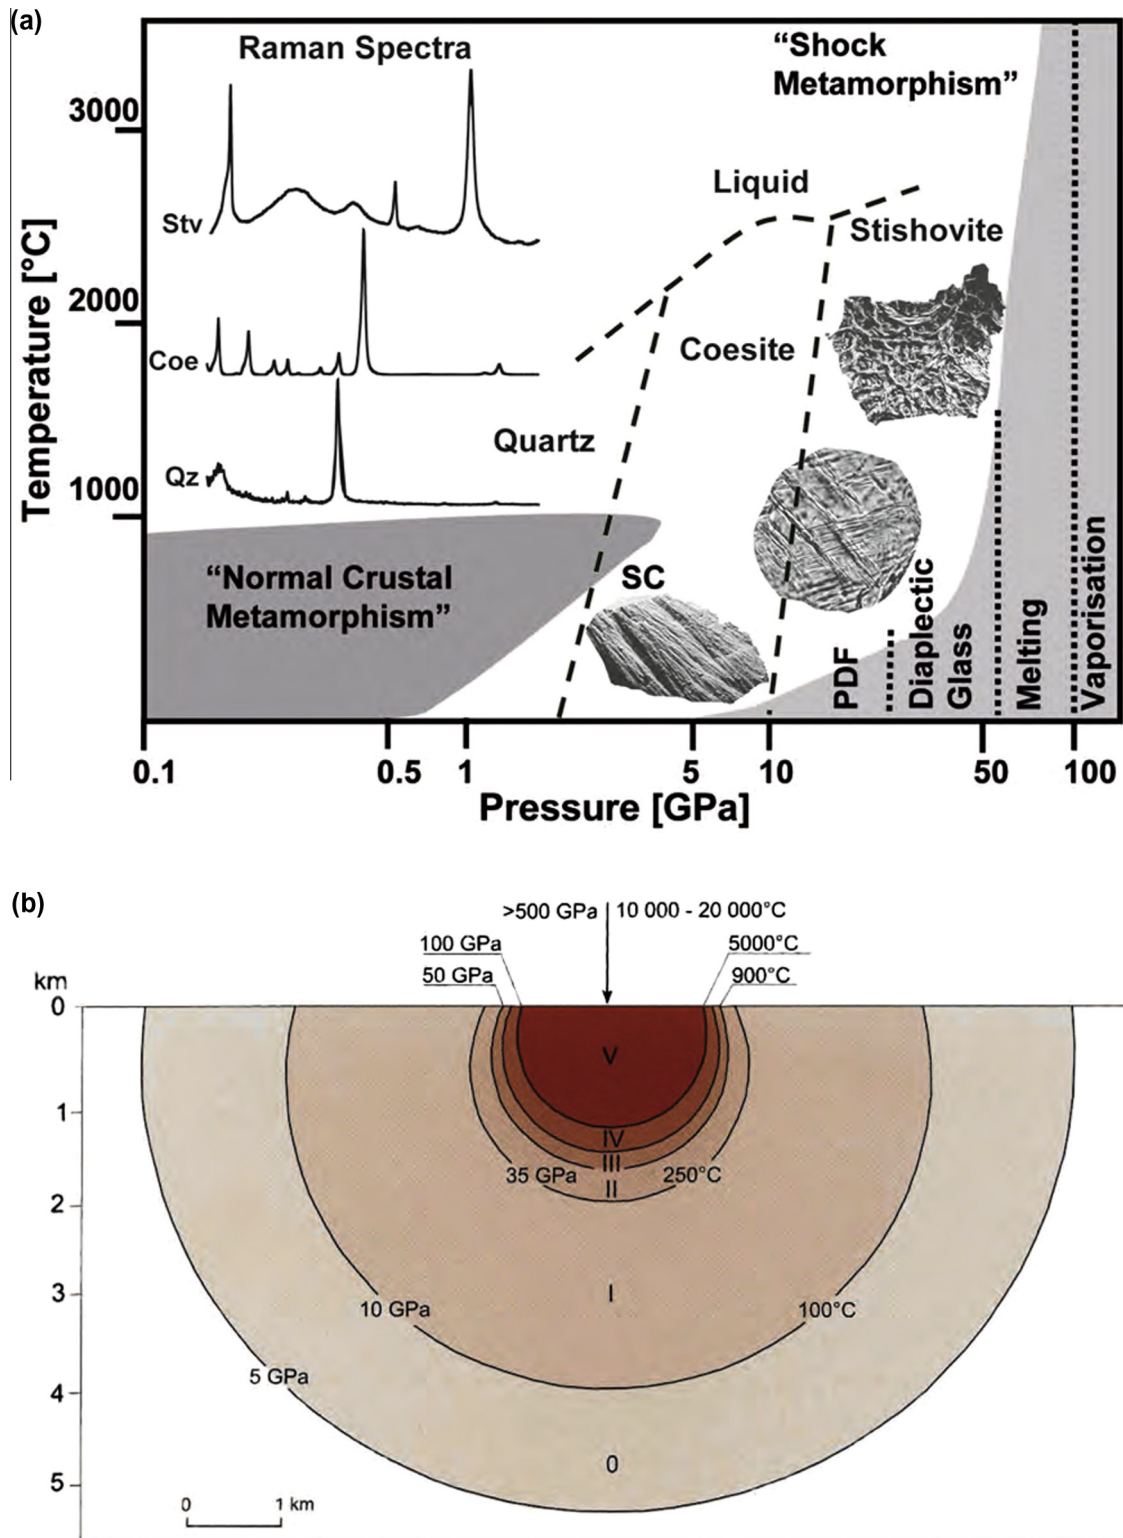 (a)
Raman Spectra
“Shock
Metamorphism”
3000
Liquid
Stv
Stishovite
Temperature [°C]
2000
Coe
Coesite
Quartz
Qz
1000
“Normal Crustal
Metamorphism”
SC
PDF
Diaplectic
Glass
Melting
Vaporisation
0.1
0.5
1
5
10
50
100
Pressure [GPa]
(b)
>500 GPa
10 000 - 20 000°C
100 GPa
5000°C
50 GPa
900°C
km
0
V
1
IV
III
35 GPa
250°C
II
2
3
I
10 GPa
100°C
5 GPa
4
0
5
0
1 km